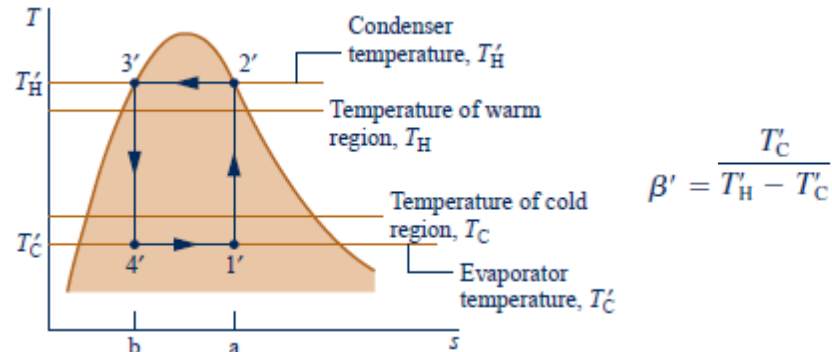 T
Condenser
temperature, T′H
3′
2′
T′H
Temperature of warm
region, TH
β′ = T′C / T′H − T′C
Temperature of cold
region, TC
T′C
4′
1′
Evaporator
temperature, T′C
b
a
s